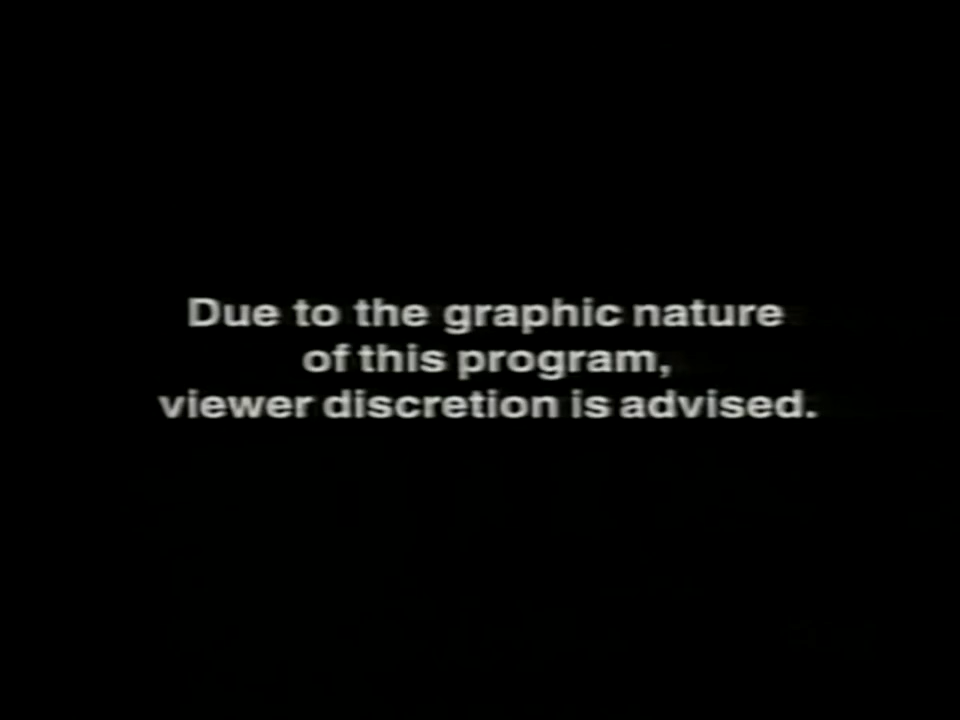 Due to the graphic nature
of this program,
viewer discretion is advised.